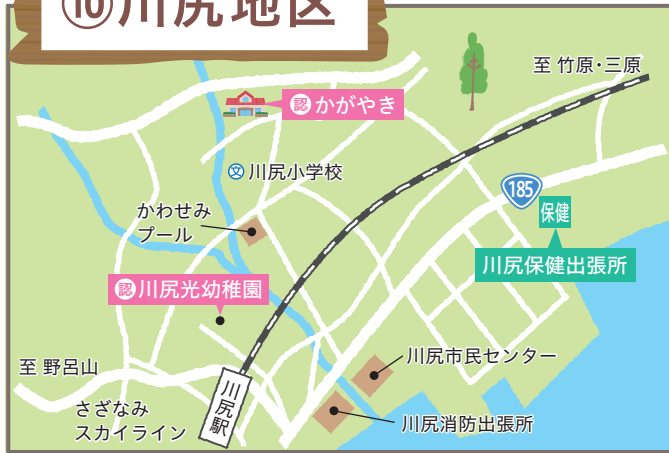 ⑩川尻地区
至 竹原・三原
認 かがやき
文 川尻小学校
185
保健
かわせみ
プール
川尻保健出張所
認 川尻光幼稚園
川尻市民センター
至 野呂山
川尻駅
さざなみ
スカイライン
川尻消防出張所